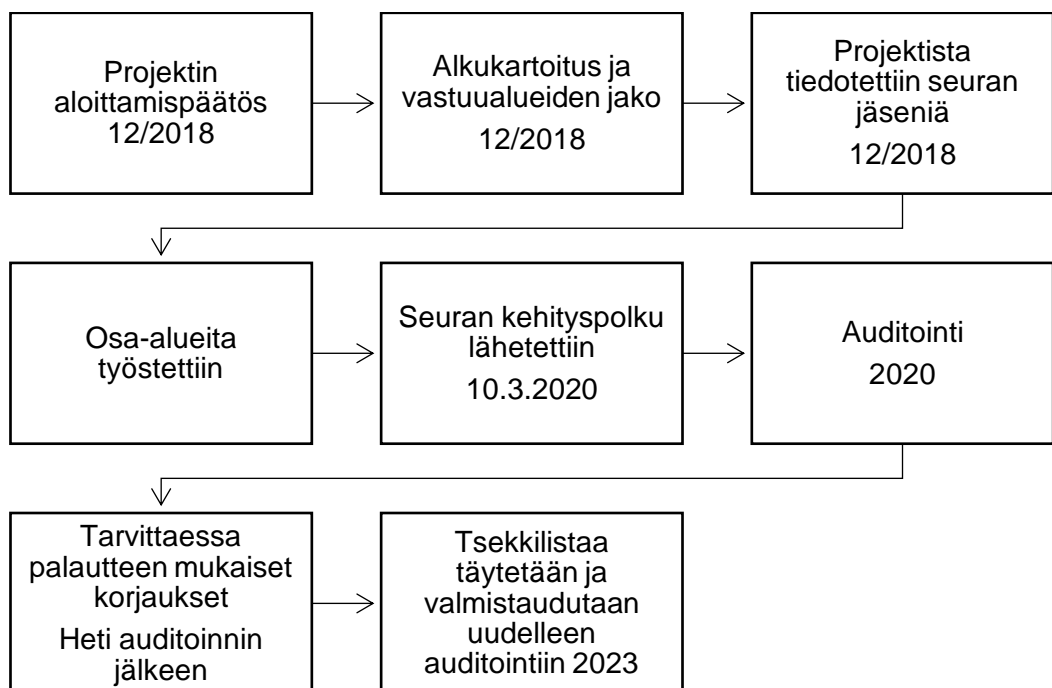 Projektin
aloittamispäätös
12/2018
Alkukartoitus ja
vastuualueiden jako
12/2018
Projektista
tiedotettiin seuran
jäseniä
12/2018
Osa-alueita
työstettiin
Seuran kehityspolku
lähetettiin
10.3.2020
Auditointi
2020
Tarvittaessa
palautteen mukaiset
korjaukset
Heti auditoinnin
jälkeen
Tsekkilistaa
täytetään ja
valmistaudutaan
uudelleen
auditointiin 2023